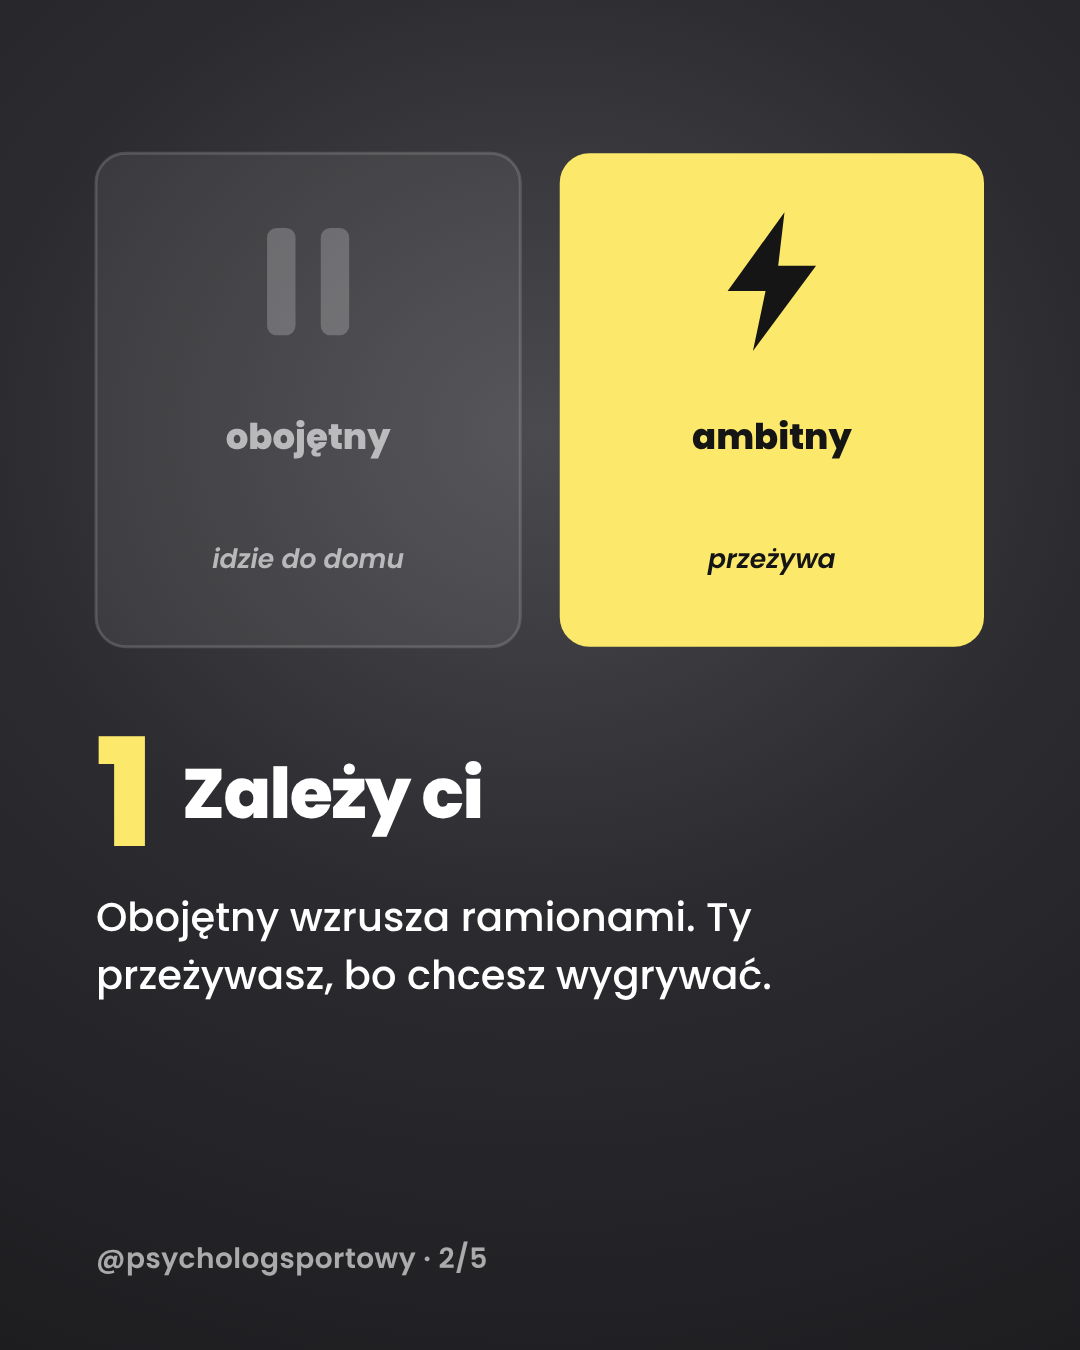 obojętny
idzie do domu
ambitny
przeżywa
1 Zależy ci
Obojętny wzrusza ramionami. Ty
przeżywasz, bo chcesz wygrywać.
@psychologsportowy · 2/5